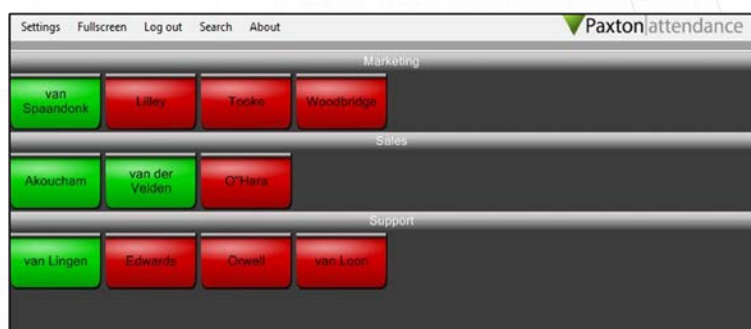 Settings Fullscreen Log out Search About
Paxton attendance
Marketing
van Spaandonk Lilley Tooke Woodbridge
Sales
Akoucham van der Velden O"Hara
Support
van Lingen Edwards Orwell van Loon